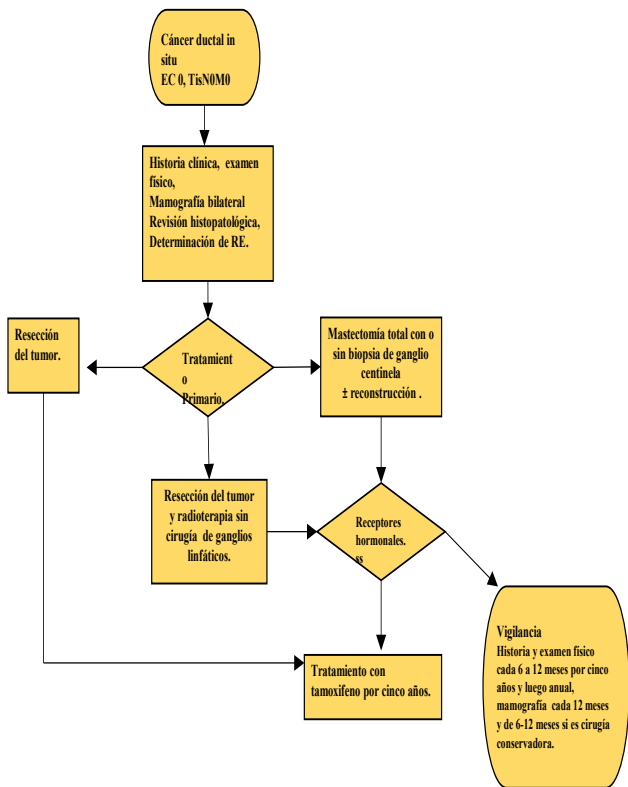 Cáncer ductal in
situ
EC 0, TisN0M0
Historia clínica, examen
físico,
Mamografía bilateral
Revisión histopatológica,
Determinación de RE.
Resección
del tumor.
Tratamient
o
Primario.
Mastectomía total con o
sin biopsia de ganglio
centinela
± reconstrucción .
Resección del tumor
y radioterapia sin
cirugía de ganglios
linfáticos.
Receptores
hormonales.
ss
Tratamiento con
tamoxifeno por cinco años.
Vigilancia
Historia y examen físico
cada 6 a 12 meses por cinco
años y luego anual,
mamografía cada 12 meses
y de 6-12 meses si es cirugía
conservadora.